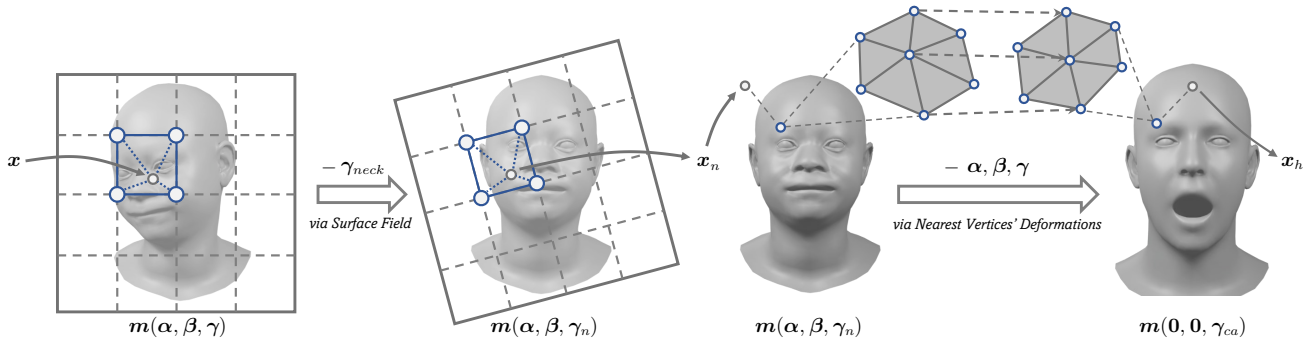 x
− γ_neck
via Surface Field
x_n
− α, β, γ
via Nearest Vertices' Deformations
x_h
m(α, β, γ)
m(α, β, γ_n)
m(α, β, γ_n)
m(0, 0, γ_ca)